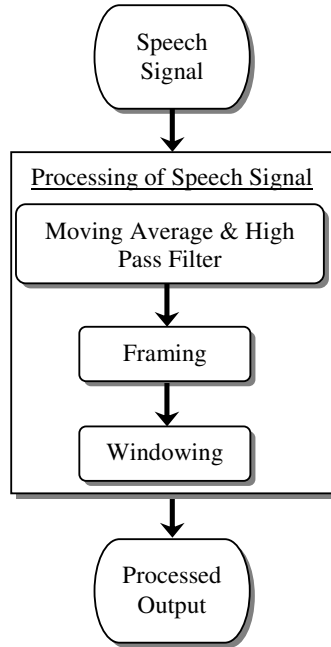 Speech
Signal
Processing of Speech Signal
Moving Average & High
Pass Filter
Framing
Windowing
Processed
Output